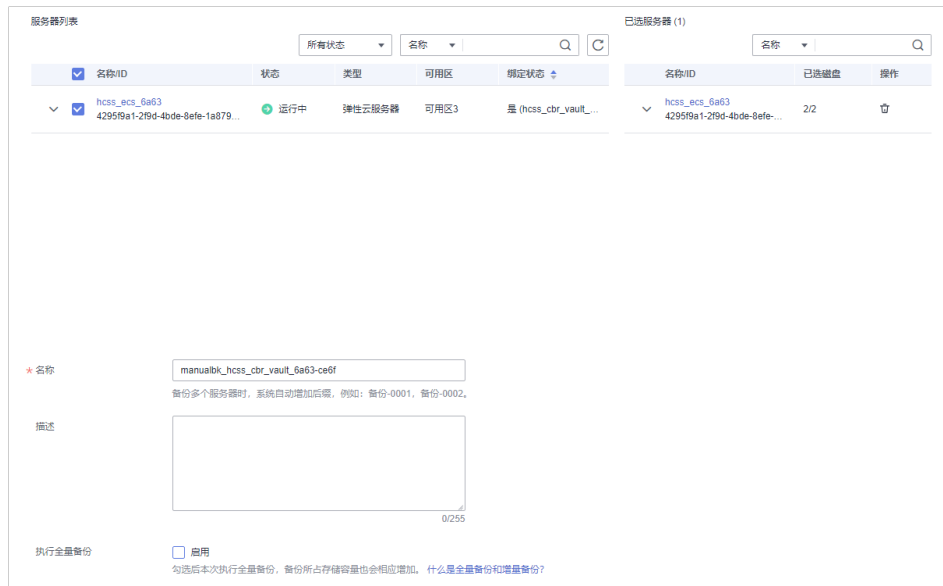 服务器列表
已选服务器 (1)
所有状态 名称
名称
名称/ID 状态 类型 可用区 绑定状态
名称/ID 已选磁盘 操作
hcss_ecs_6a63
4295f9a1-2f9d-4bde-8efe-1a879...
运行中 弹性云服务器 可用区3 是 (hcss_cbr_vault_...
hcss_ecs_6a63
4295f9a1-2f9d-4bde-8efe-...
2/2
* 名称
manualbk_hcss_cbr_vault_6a63-ce6f
备份多个服务器时，系统自动增加后缀，例如：备份-0001，备份-0002。
描述
0/255
执行全量备份 启用
勾选后本次执行全量备份，备份所占存储容量也会相应增加。 什么是全量备份和增量备份?